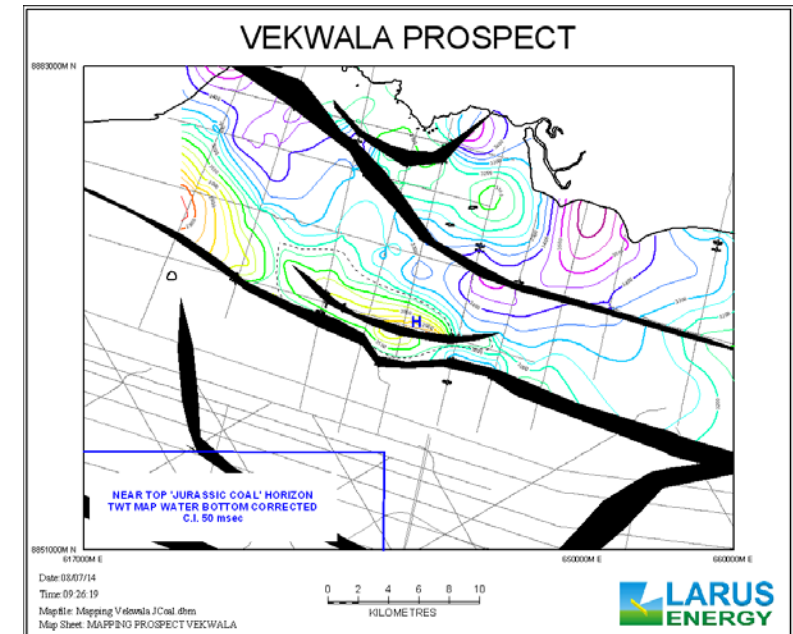 VEKWALA PROSPECT
8883000M N
H
NEAR TOP 'JURASSIC COAL' HORIZON
TWT MAP WATER BOTTOM CORRECTED
C.I. 50 msec
8851000M N
617000M E
650000M E
660000M E
Date: 08/07/14
Time: 09:26:19
Mapfile: Mapping Vekwala JCoal.dbm
Map Sheet: MAPPING PROSPECT VEKWALA
0 2 4 6 8 10
KILOMETRES
LARUS
ENERGY